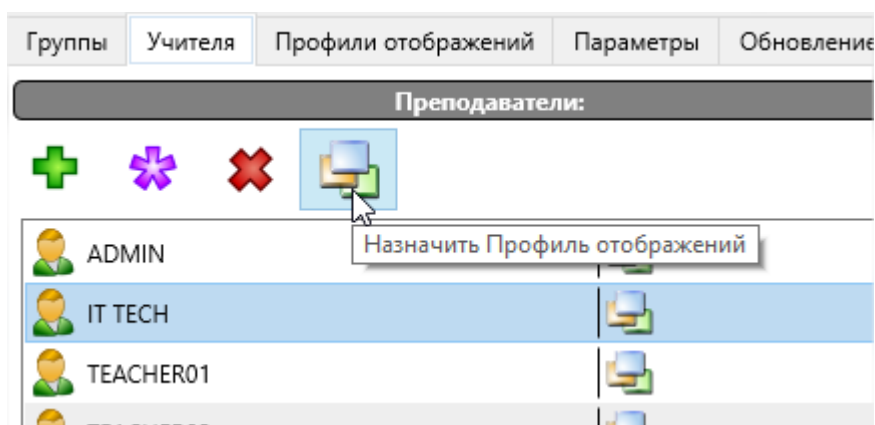 Группы Учителя Профили отображений Параметры Обновление
Преподаватели:
Назначить Профиль отображений
ADMIN
IT TECH
TEACHER01